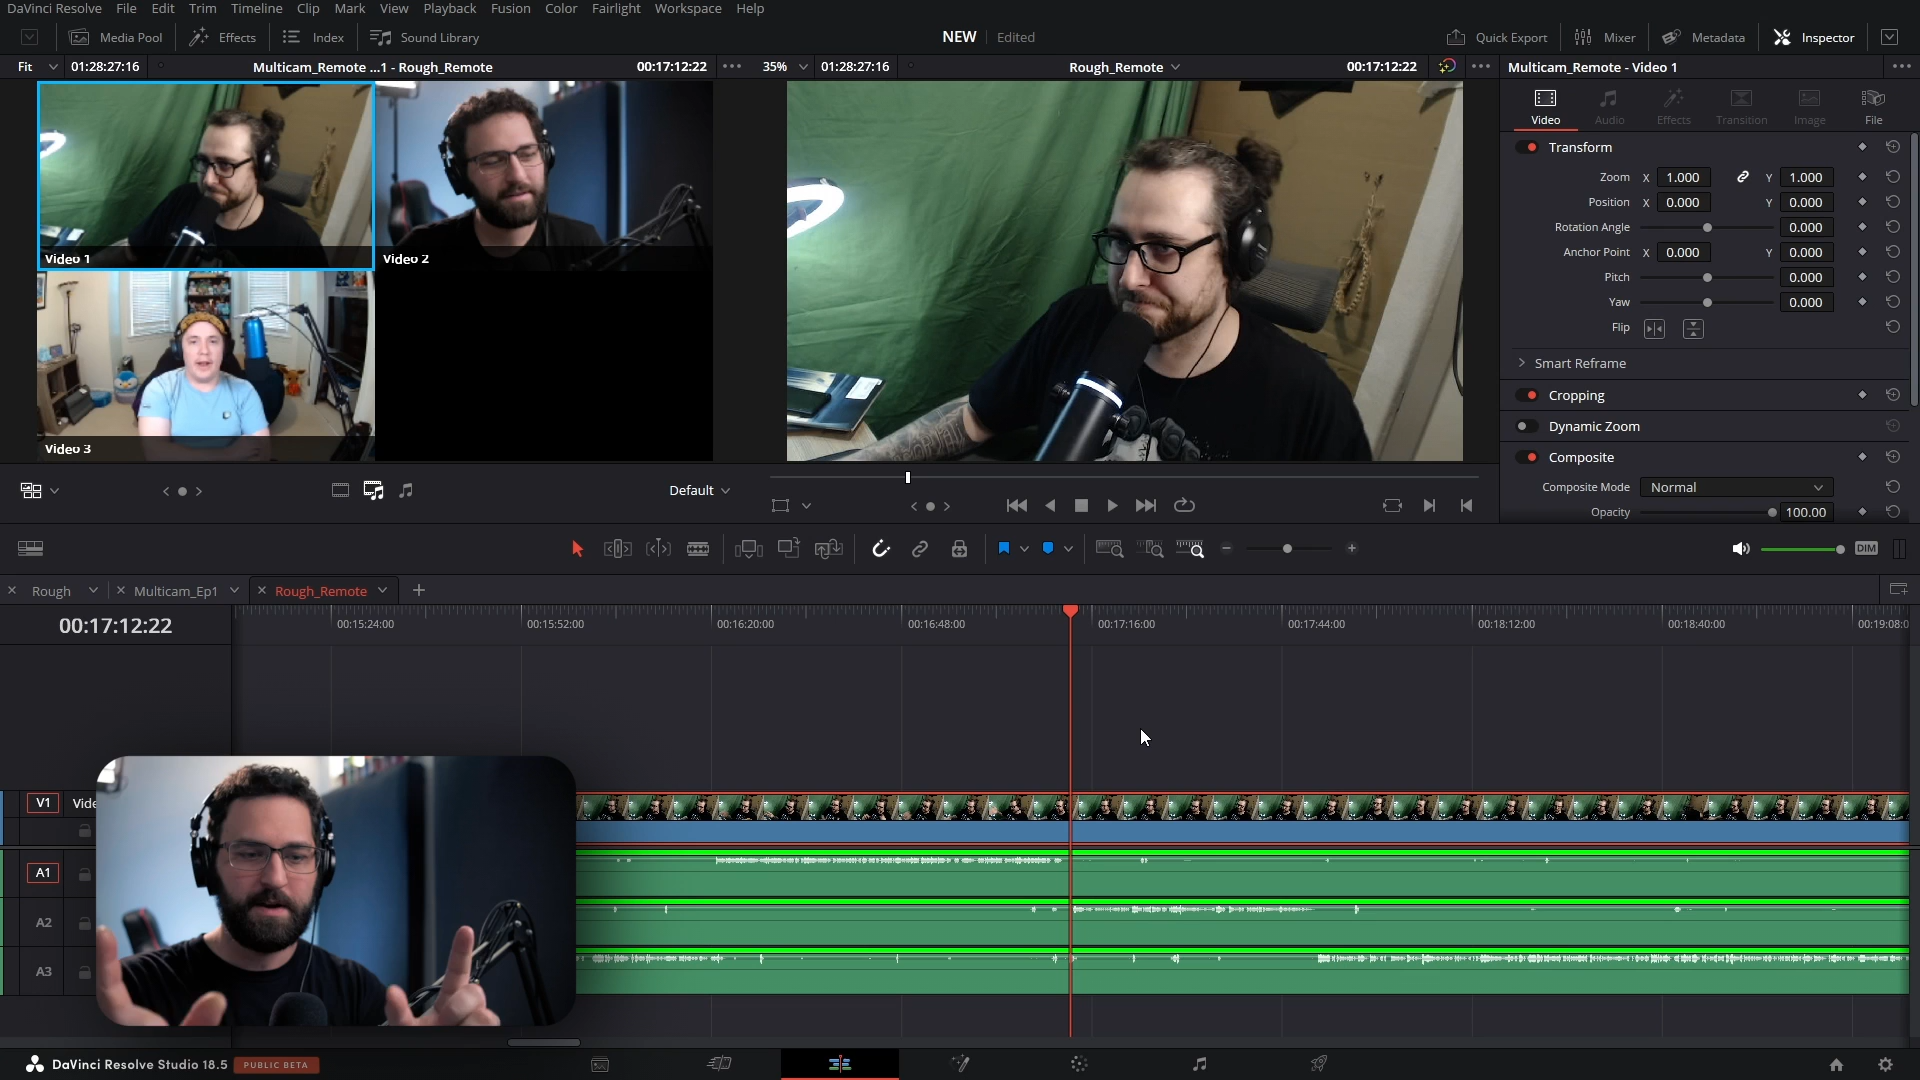 DaVinci Resolve File Edit Trim Timeline Clip Mark View Playback Fusion Color Fairlight Workspace Help
Media Pool Effects Index Sound Library NEW Edited Quick Export Mixer Metadata Inspector
Fit 01:28:27:16 Multicam_Remote ...1 - Rough_Remote 00:17:12:22 35% 01:28:27:16 Rough_Remote 00:17:12:22 Multicam_Remote - Video 1
Video Audio Effects Transition Image File
Transform
Zoom X 1.000 Y 1.000
Position X 0.000 Y 0.000
Rotation Angle 0.000
Anchor Point X 0.000 Y 0.000
Pitch 0.000
Yaw 0.000
Flip
Smart Reframe
Cropping
Dynamic Zoom
Composite
Composite Mode Normal
Opacity 100.00
Video 1 Video 2
Video 3
Default
DIM
Rough Multicam_Ep1 Rough_Remote
00:17:12:22 00:15:24:00 00:15:52:00 00:16:20:00 00:16:48:00 00:17:16:00 00:17:44:00 00:18:12:00 00:18:40:00 00:19:08:0
V1 Vide
A1
A2
A3
DaVinci Resolve Studio 18.5 PUBLIC BETA